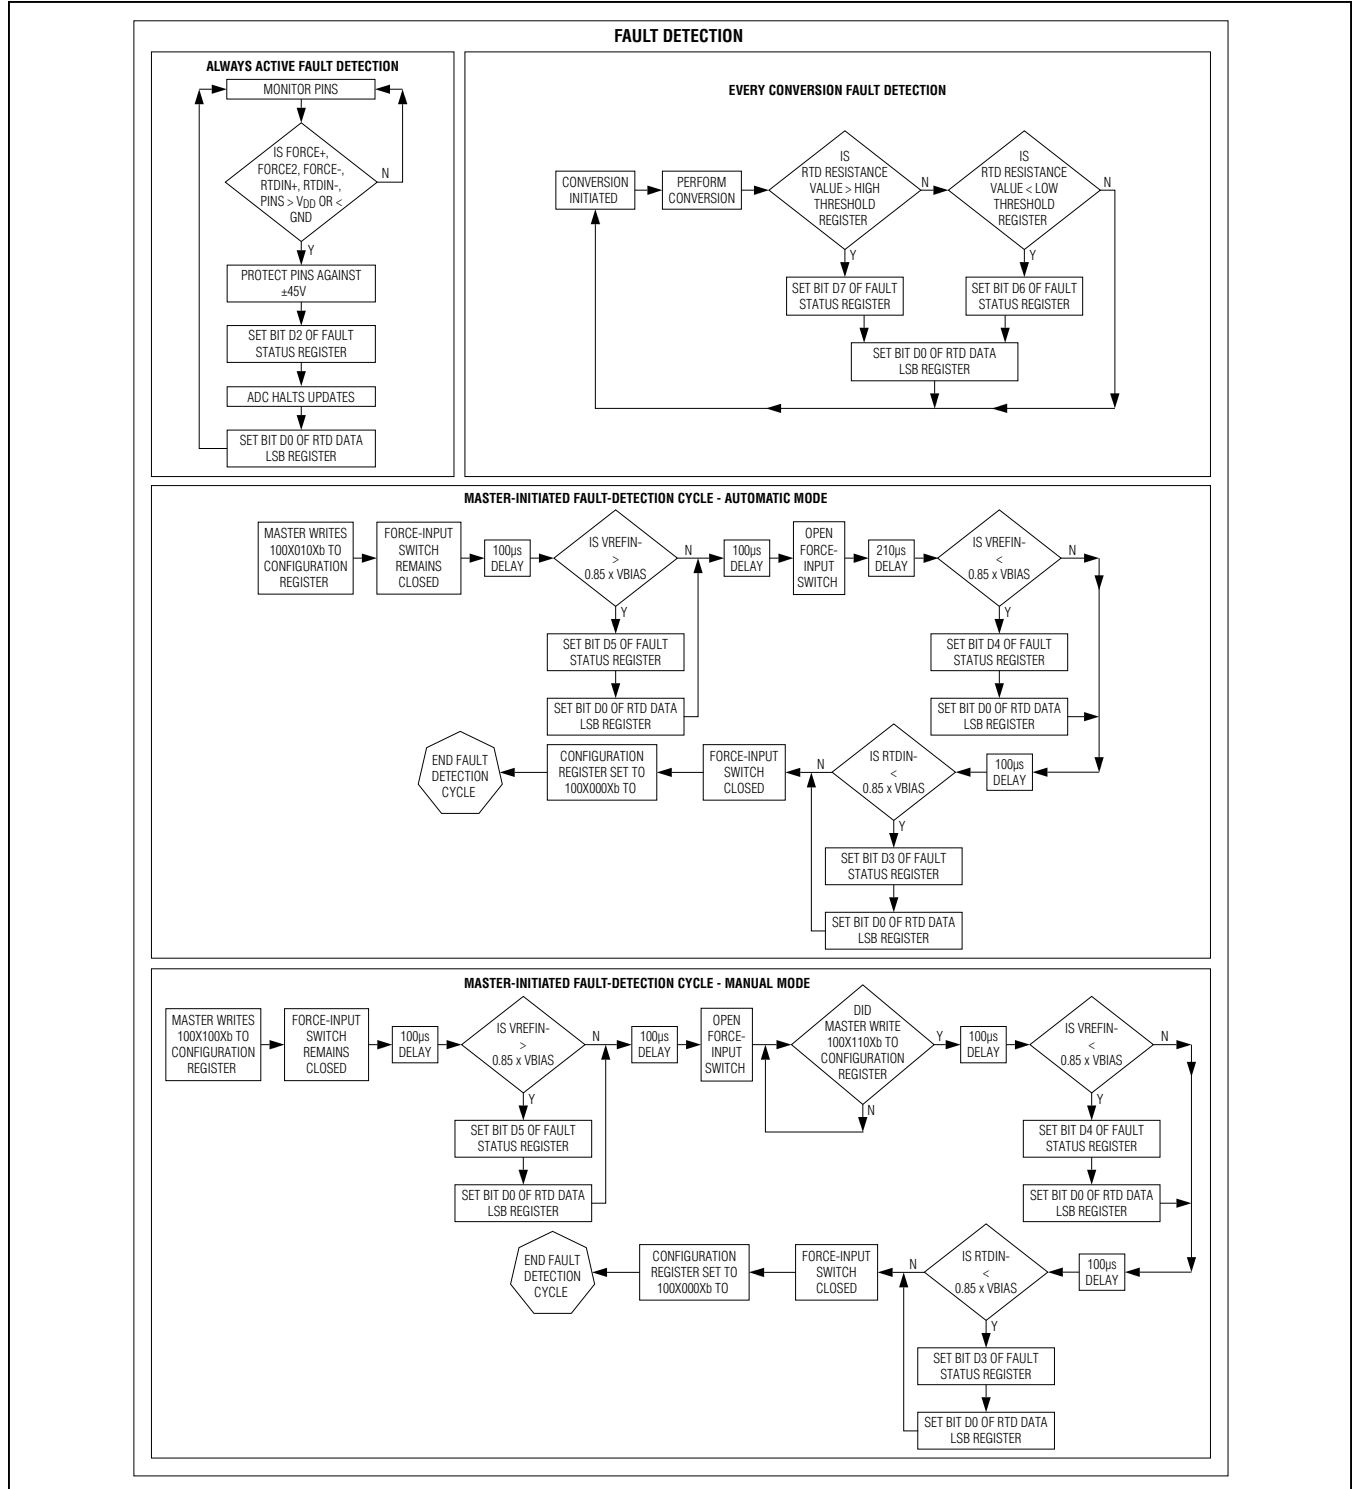 FAULT DETECTION
ALWAYS ACTIVE FAULT DETECTION
MONITOR PINS
IS FORCE+,
FORCE2, FORCE-,
RTDIN+, RTDIN-,
PINS > VDD OR <
GND
N
Y
PROTECT PINS AGAINST
±45V
SET BIT D2 OF FAULT
STATUS REGISTER
ADC HALTS UPDATES
SET BIT D0 OF RTD DATA
LSB REGISTER
EVERY CONVERSION FAULT DETECTION
CONVERSION
INITIATED
PERFORM
CONVERSION
IS
RTD RESISTANCE
VALUE > HIGH
THRESHOLD
REGISTER
N
Y
IS
RTD RESISTANCE
VALUE < LOW
THRESHOLD
REGISTER
N
Y
SET BIT D7 OF FAULT
STATUS REGISTER
SET BIT D6 OF FAULT
STATUS REGISTER
SET BIT D0 OF RTD DATA
LSB REGISTER
MASTER-INITIATED FAULT-DETECTION CYCLE - AUTOMATIC MODE
MASTER WRITES
100X010Xb TO
CONFIGURATION
REGISTER
FORCE-INPUT
SWITCH
REMAINS
CLOSED
100µs
DELAY
IS VREFIN-
>
0.85 x VBIAS
N
Y
SET BIT D5 OF FAULT
STATUS REGISTER
SET BIT D0 OF RTD DATA
LSB REGISTER
100µs
DELAY
OPEN
FORCE-
INPUT
SWITCH
210µs
DELAY
IS VREFIN-
<
0.85 x VBIAS
N
Y
SET BIT D4 OF FAULT
STATUS REGISTER
SET BIT D0 OF RTD DATA
LSB REGISTER
100µs
DELAY
IS RTDIN-
<
0.85 x VBIAS
N
Y
SET BIT D3 OF FAULT
STATUS REGISTER
SET BIT D0 OF RTD DATA
LSB REGISTER
FORCE-INPUT
SWITCH
CLOSED
CONFIGURATION
REGISTER SET TO
100X000Xb TO
END FAULT
DETECTION
CYCLE
MASTER-INITIATED FAULT-DETECTION CYCLE - MANUAL MODE
MASTER WRITES
100X100Xb TO
CONFIGURATION
REGISTER
FORCE-INPUT
SWITCH
REMAINS
CLOSED
100µs
DELAY
IS VREFIN-
>
0.85 x VBIAS
N
Y
SET BIT D5 OF FAULT
STATUS REGISTER
SET BIT D0 OF RTD DATA
LSB REGISTER
100µs
DELAY
OPEN
FORCE-
INPUT
SWITCH
DID
MASTER WRITE
100X110Xb TO
CONFIGURATION
REGISTER
Y
N
100µs
DELAY
IS VREFIN-
<
0.85 x VBIAS
N
Y
SET BIT D4 OF FAULT
STATUS REGISTER
SET BIT D0 OF RTD DATA
LSB REGISTER
100µs
DELAY
IS RTDIN-
<
0.85 x VBIAS
N
Y
SET BIT D3 OF FAULT
STATUS REGISTER
SET BIT D0 OF RTD DATA
LSB REGISTER
FORCE-INPUT
SWITCH
CLOSED
CONFIGURATION
REGISTER SET TO
100X000Xb TO
END FAULT
DETECTION
CYCLE